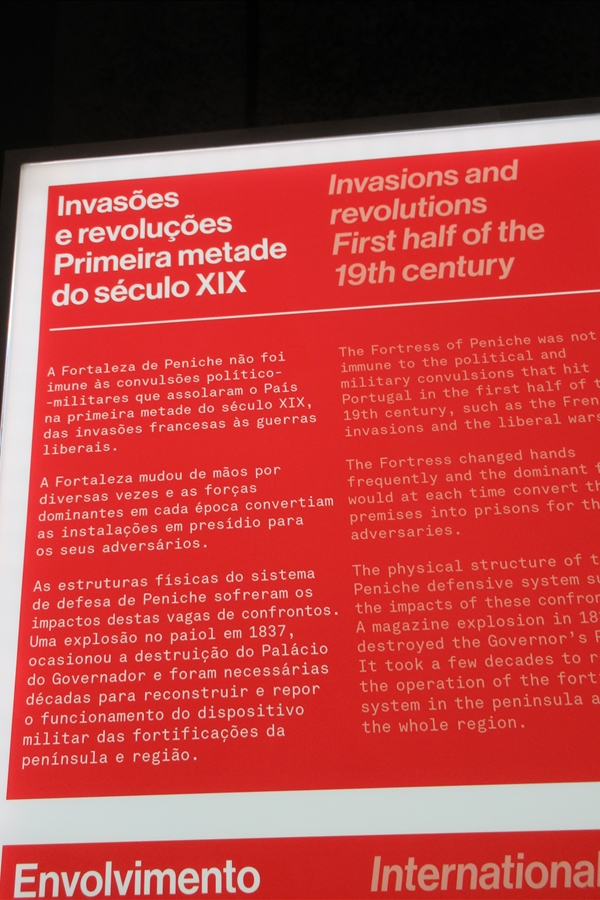 Invasões
e revoluções
Primeira metade
do século XIX
Invasions and
revolutions
First half of the
19th century
A Fortaleza de Peniche não foi
imune às convulsões político-
-militares que assolaram o País
na primeira metade do século XIX,
das invasões francesas às guerras
liberais.
A Fortaleza mudou de mãos por
diversas vezes e as forças
dominantes em cada época convertiam
as instalações em presídio para
os seus adversários.
As estruturas físicas do sistema
de defesa de Peniche sofreram os
impactos destas vagas de confrontos.
Uma explosão no paiol em 1837,
ocasionou a destruição do Palácio
do Governador e foram necessárias
décadas para reconstruir e repor
o funcionamento do dispositivo
militar das fortificações da
península e região.
The Fortress of Peniche was not
immune to the political and
military convulsions that hit
Portugal in the first half of
19th century, such as the
invasions and the liberal
The Fortress changed hands
frequently and the dominant
would at each time convert
premises into prisons for
adversaries.
The physical structure of
Peniche defensive system
the impacts of these
A magazine explosion in
destroyed the Governor's
It took a few decades to
the operation of the
system in the peninsula
the whole region.
Envolvimento
International